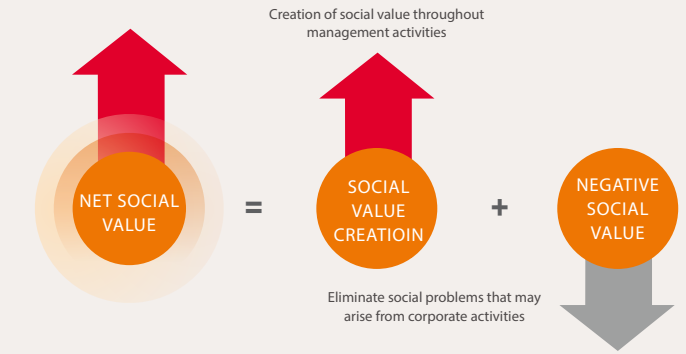 Creation of social value throughout
management activities
NET SOCIAL
VALUE
=
SOCIAL
VALUE
CREATIOIN
+
NEGATIVE
SOCIAL
VALUE
Eliminate social problems that may
arise from corporate activities